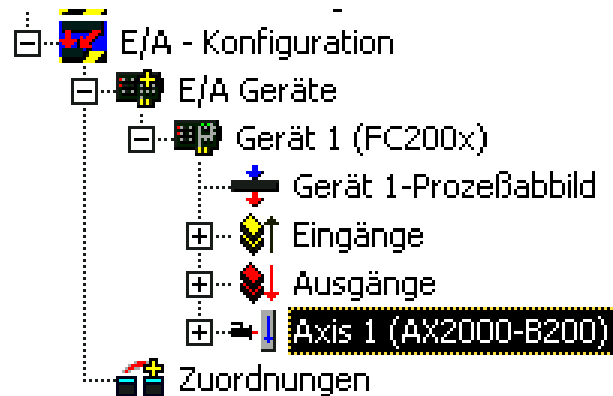 E/A - Konfiguration
E/A Geräte
Gerät 1 (FC200x)
Gerät 1-Prozeßabbild
Eingänge
Ausgänge
Axis 1 (AX2000-B200)
Zuordnungen